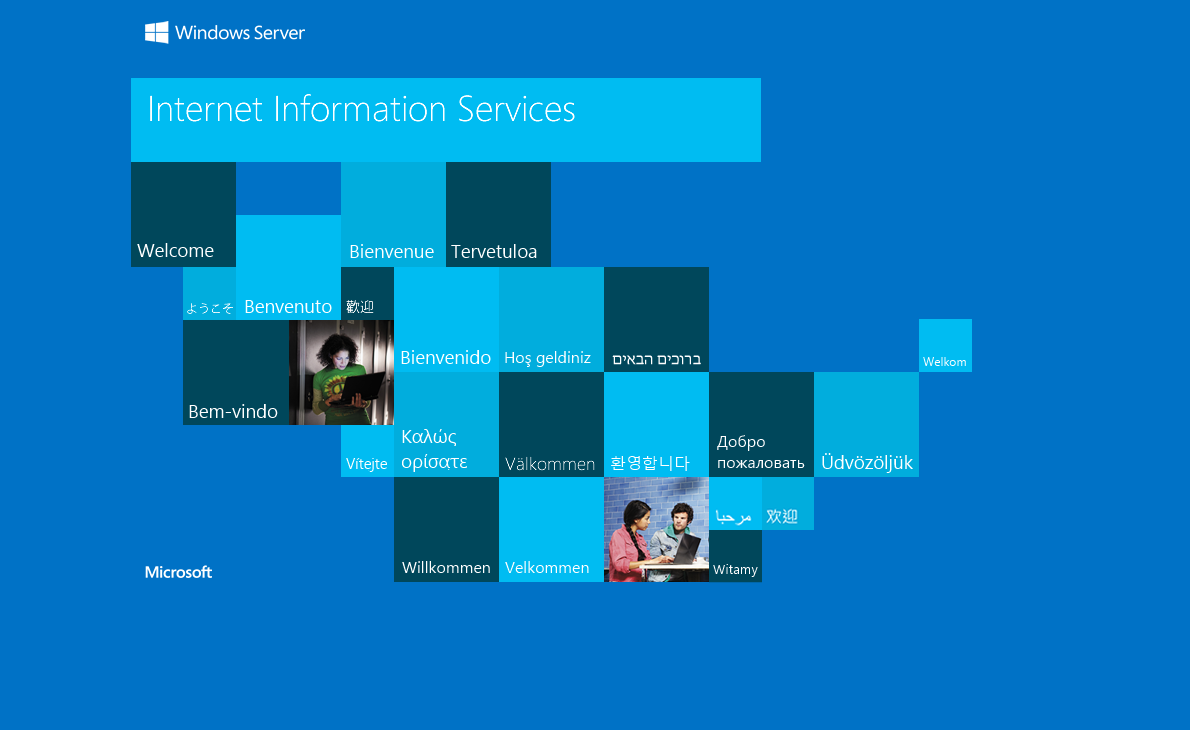 Windows Server
Internet Information Services
Welcome
Bienvenue
Tervetuloa
ようこそ
Benvenuto
歡迎
Bienvenido
Hoş geldiniz
ברוכים הבאים
Welkom
Bem-vindo
Vítejte
Καλώς
ορίσατε
Välkommen
환영합니다
Добро
пожаловать
Üdvözöljük
مرحبا
欢迎
Willkommen
Velkommen
Witamy
Microsoft